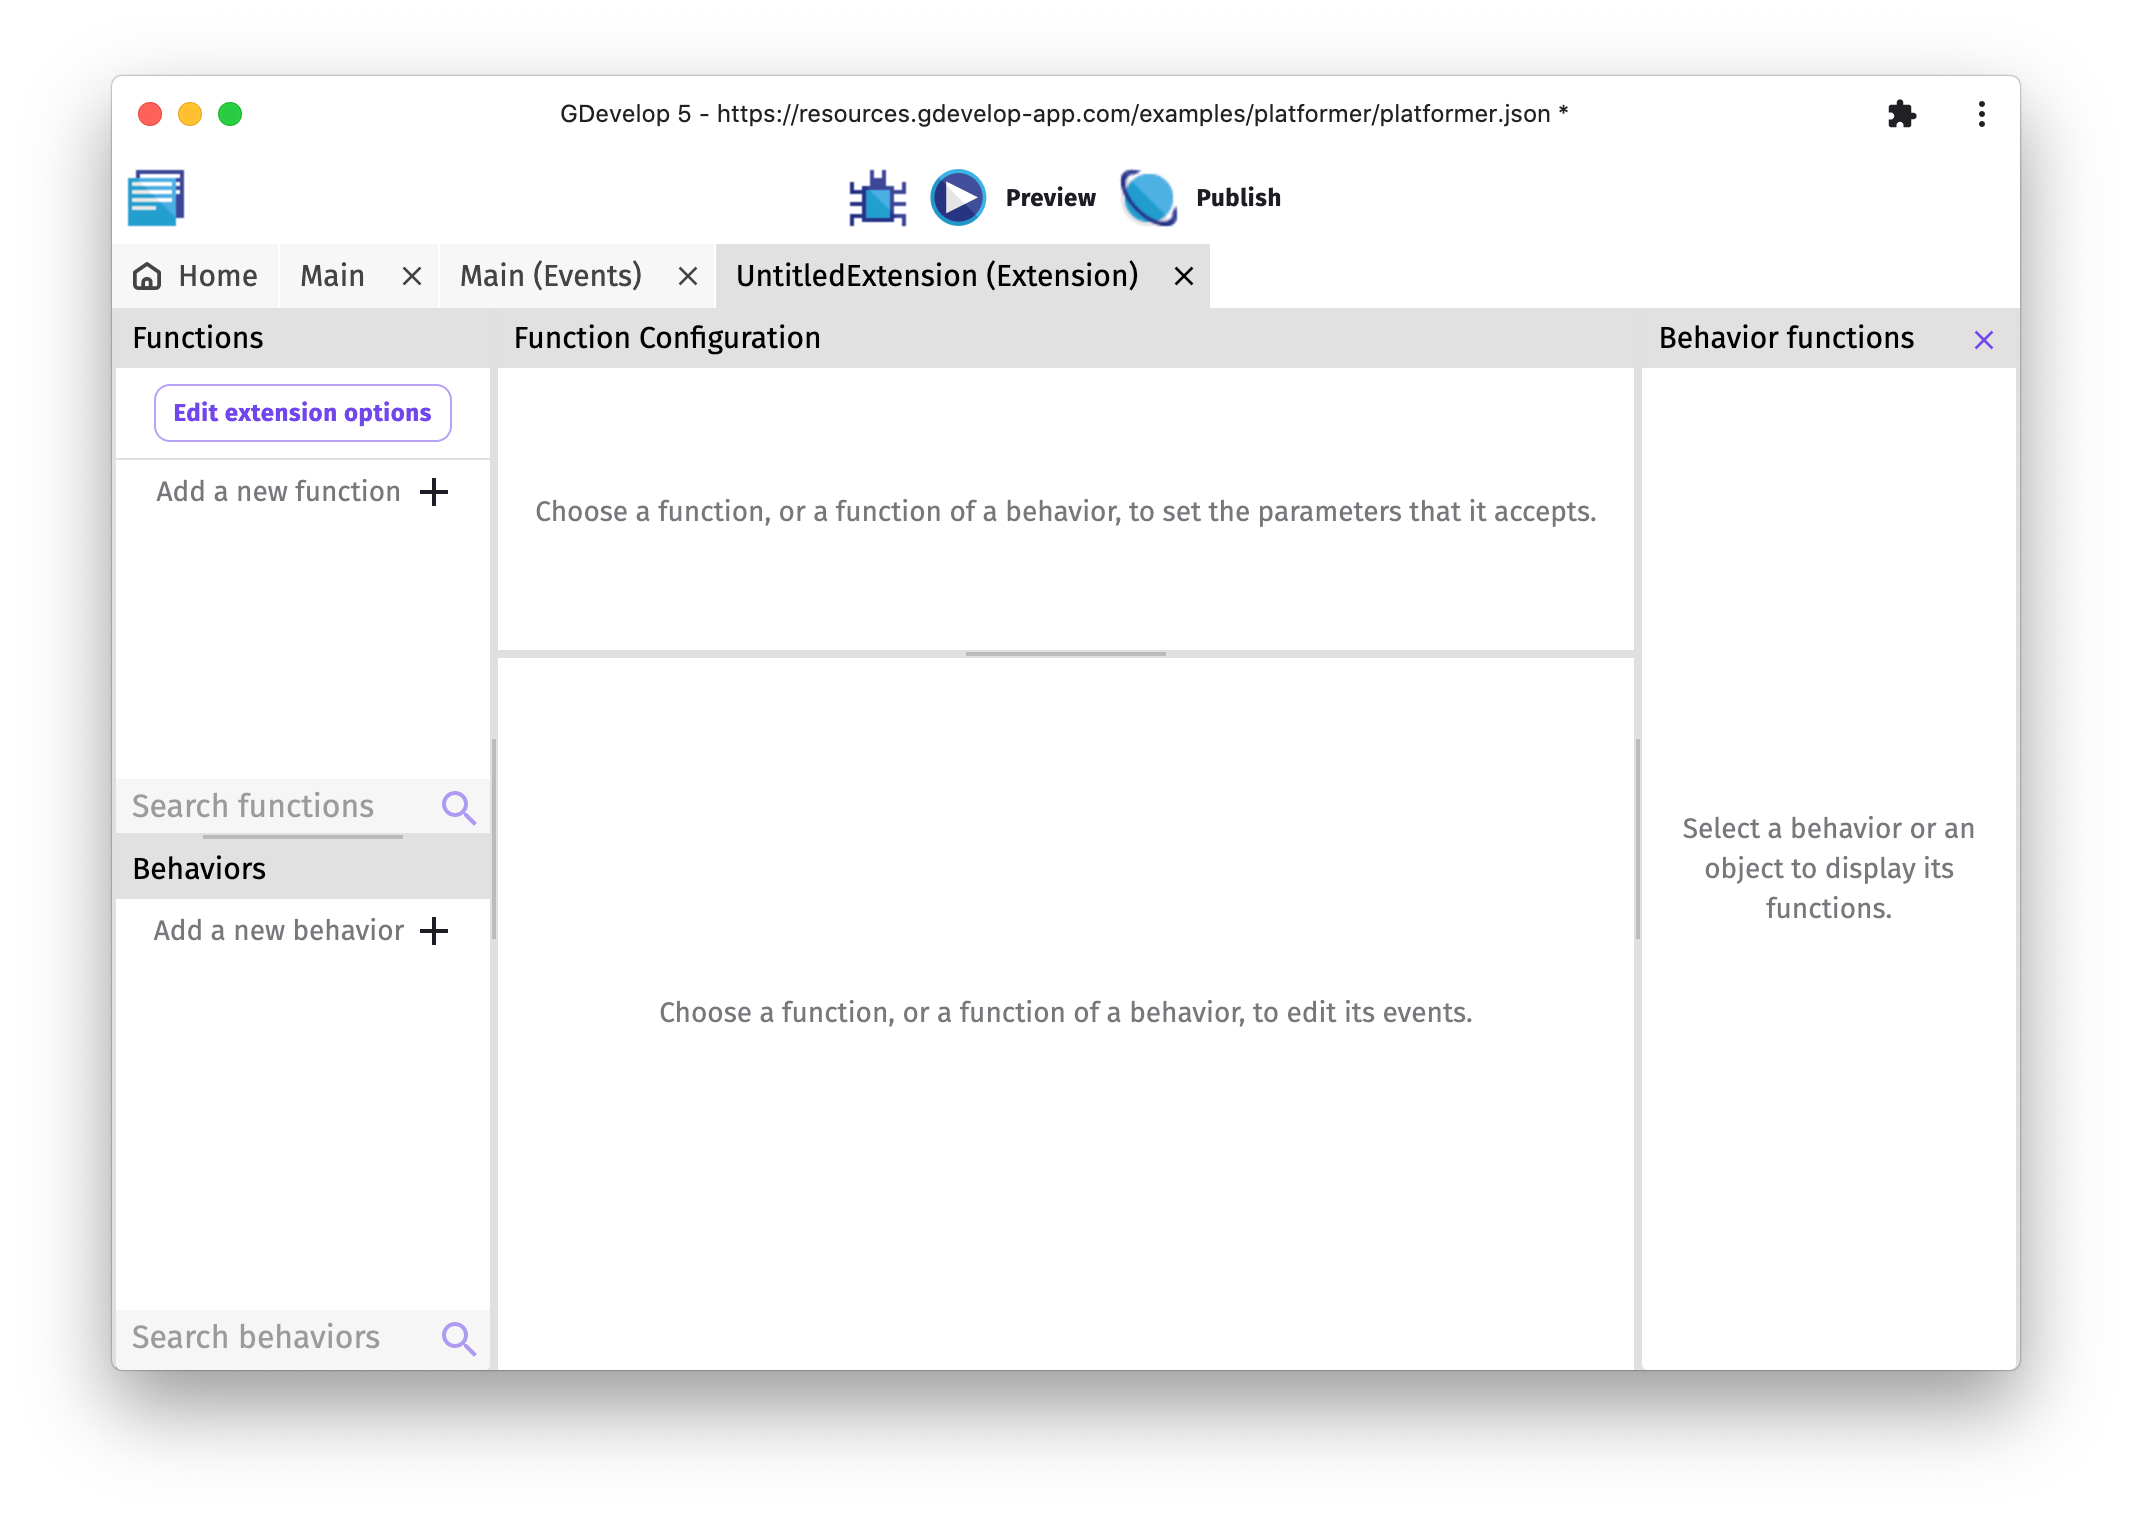 GDevelop 5 - https://resources.gdevelop-app.com/examples/platformer/platformer.json *
Preview
Publish
Home
Main
Main (Events)
UntitledExtension (Extension)
Functions
Edit extension options
Add a new function
Search functions
Behaviors
Add a new behavior
Search behaviors
Function Configuration
Choose a function, or a function of a behavior, to set the parameters that it accepts.
Choose a function, or a function of a behavior, to edit its events.
Behavior functions
Select a behavior or an
object to display its
functions.